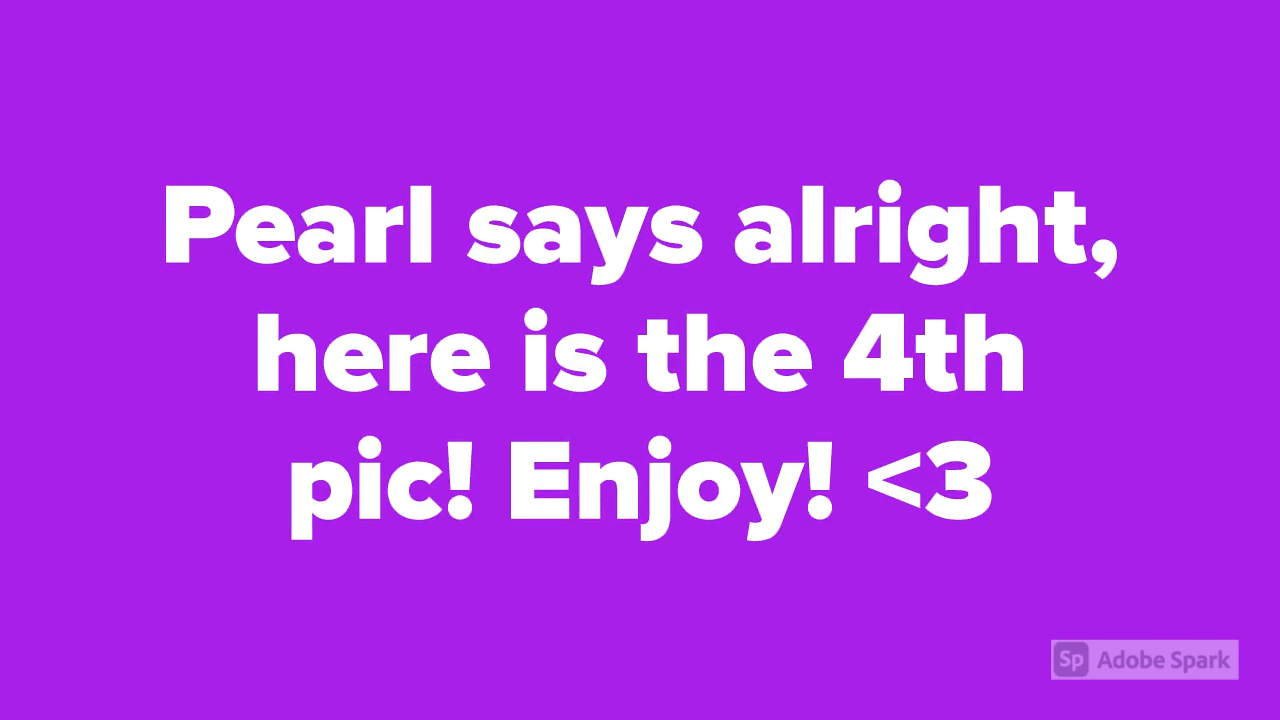 Pearl says alright,
here is the 4th
pic! Enjoy! <3
Sp Adobe Spark